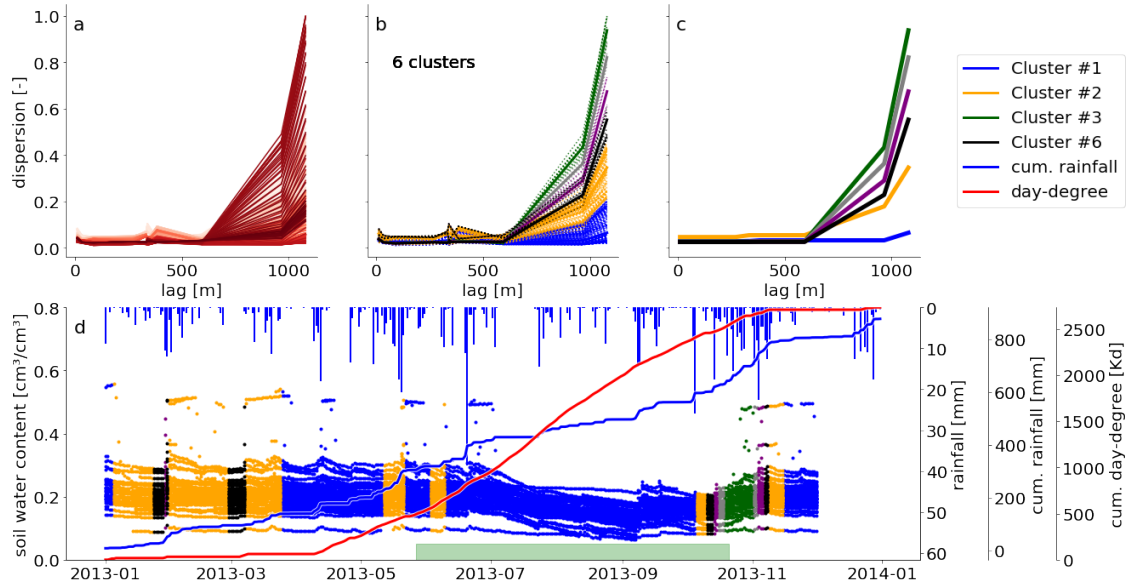 a
b
c
6 clusters
1.0
0.8
0.6
0.4
0.2
0.0
dispersion [-]
0
500
1000
0
500
1000
0
500
1000
lag [m]
lag [m]
lag [m]
Cluster #1
Cluster #2
Cluster #3
Cluster #6
cum. rainfall
day-degree
d
0.8
0.6
0.4
0.2
0.0
soil water content [cm³/cm³]
0
10
20
30
40
50
60
rainfall [mm]
800
600
400
200
0
cum. rainfall [mm]
2500
2000
1500
1000
500
0
cum. day-degree [Kd]
2013-01
2013-03
2013-05
2013-07
2013-09
2013-11
2014-01